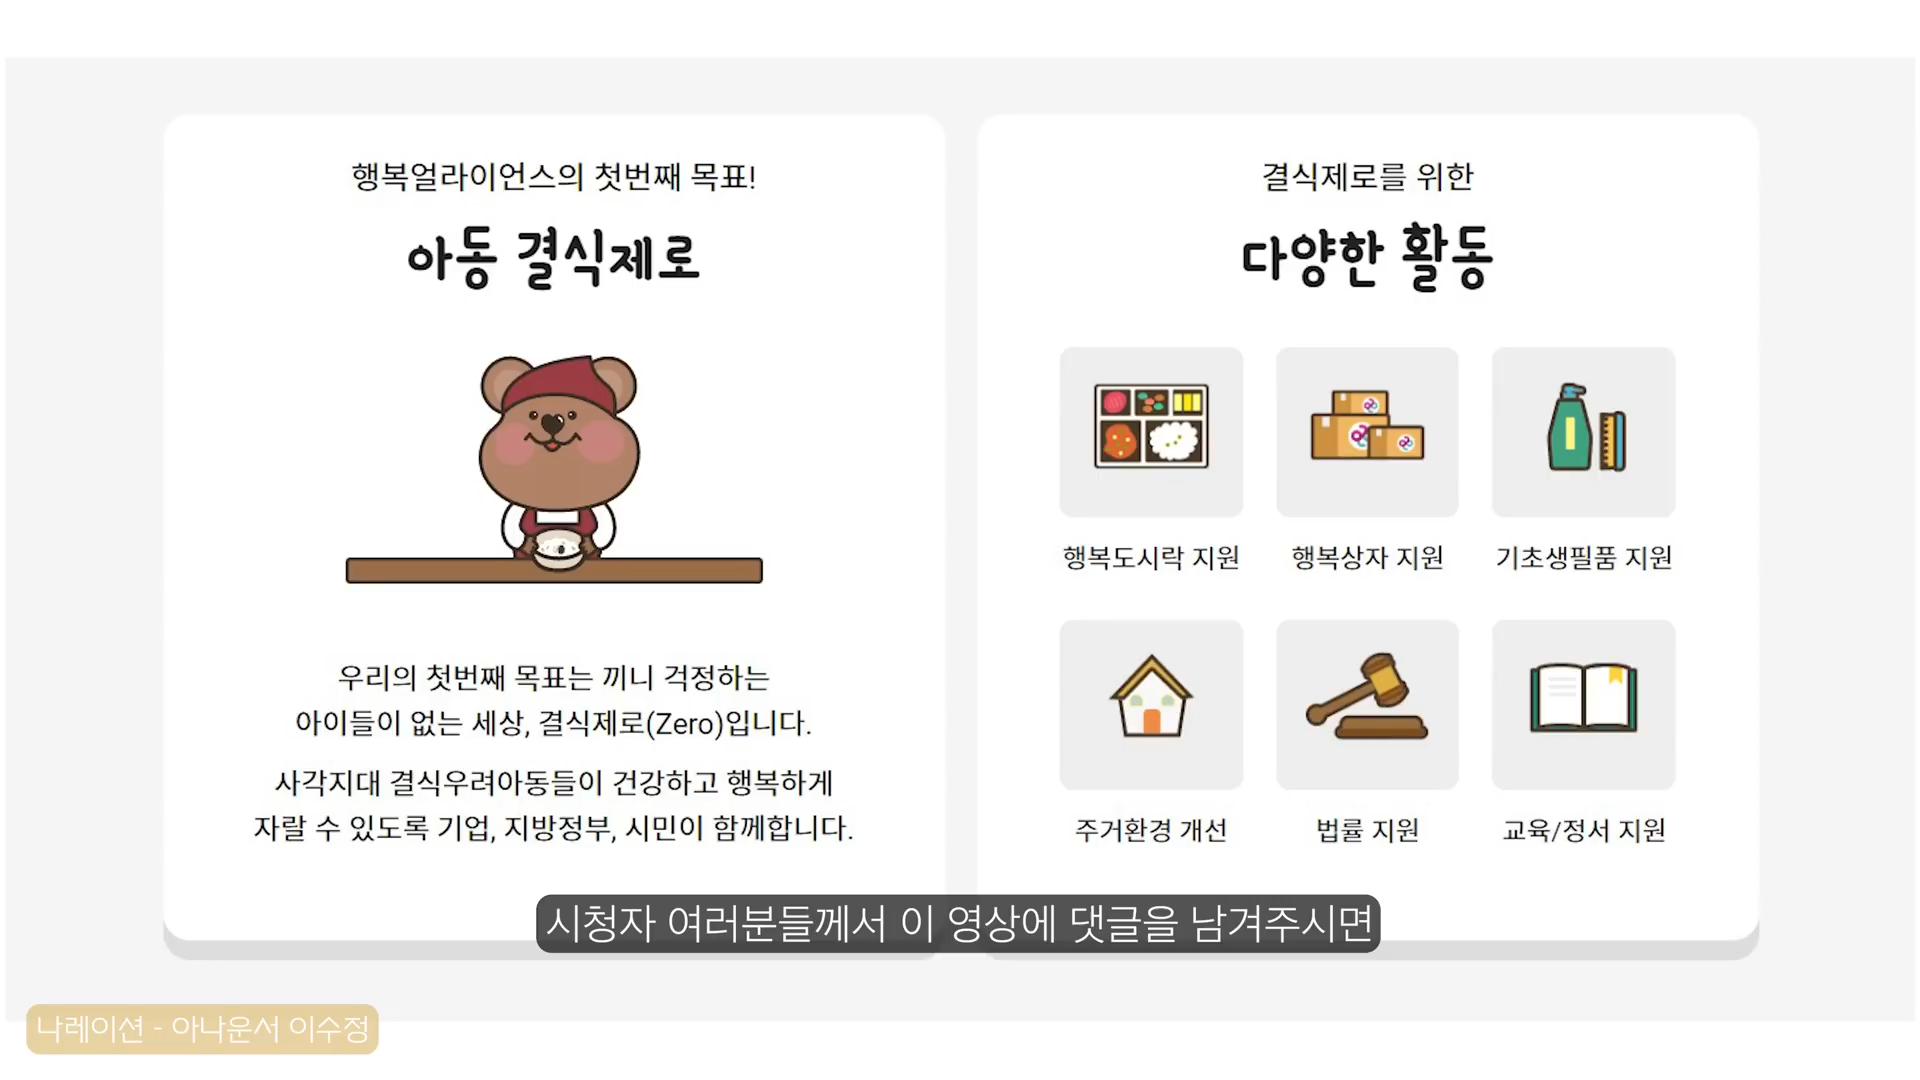 행복얼라이언스의 첫번째 목표!
아동 결식제로
우리의 첫번째 목표는 끼니 걱정하는
아이들이 없는 세상, 결식제로(Zero)입니다.
사각지대 결식우려아동들이 건강하고 행복하게
자랄 수 있도록 기업, 지방정부, 시민이 함께합니다.
결식제로를 위한
다양한 활동
행복도시락 지원
행복상자 지원
기초생필품 지원
주거환경 개선
법률 지원
교육/정서 지원
시청자 여러분들께서 이 영상에 댓글을 남겨주시면
나레이션 - 아나운서 이수정